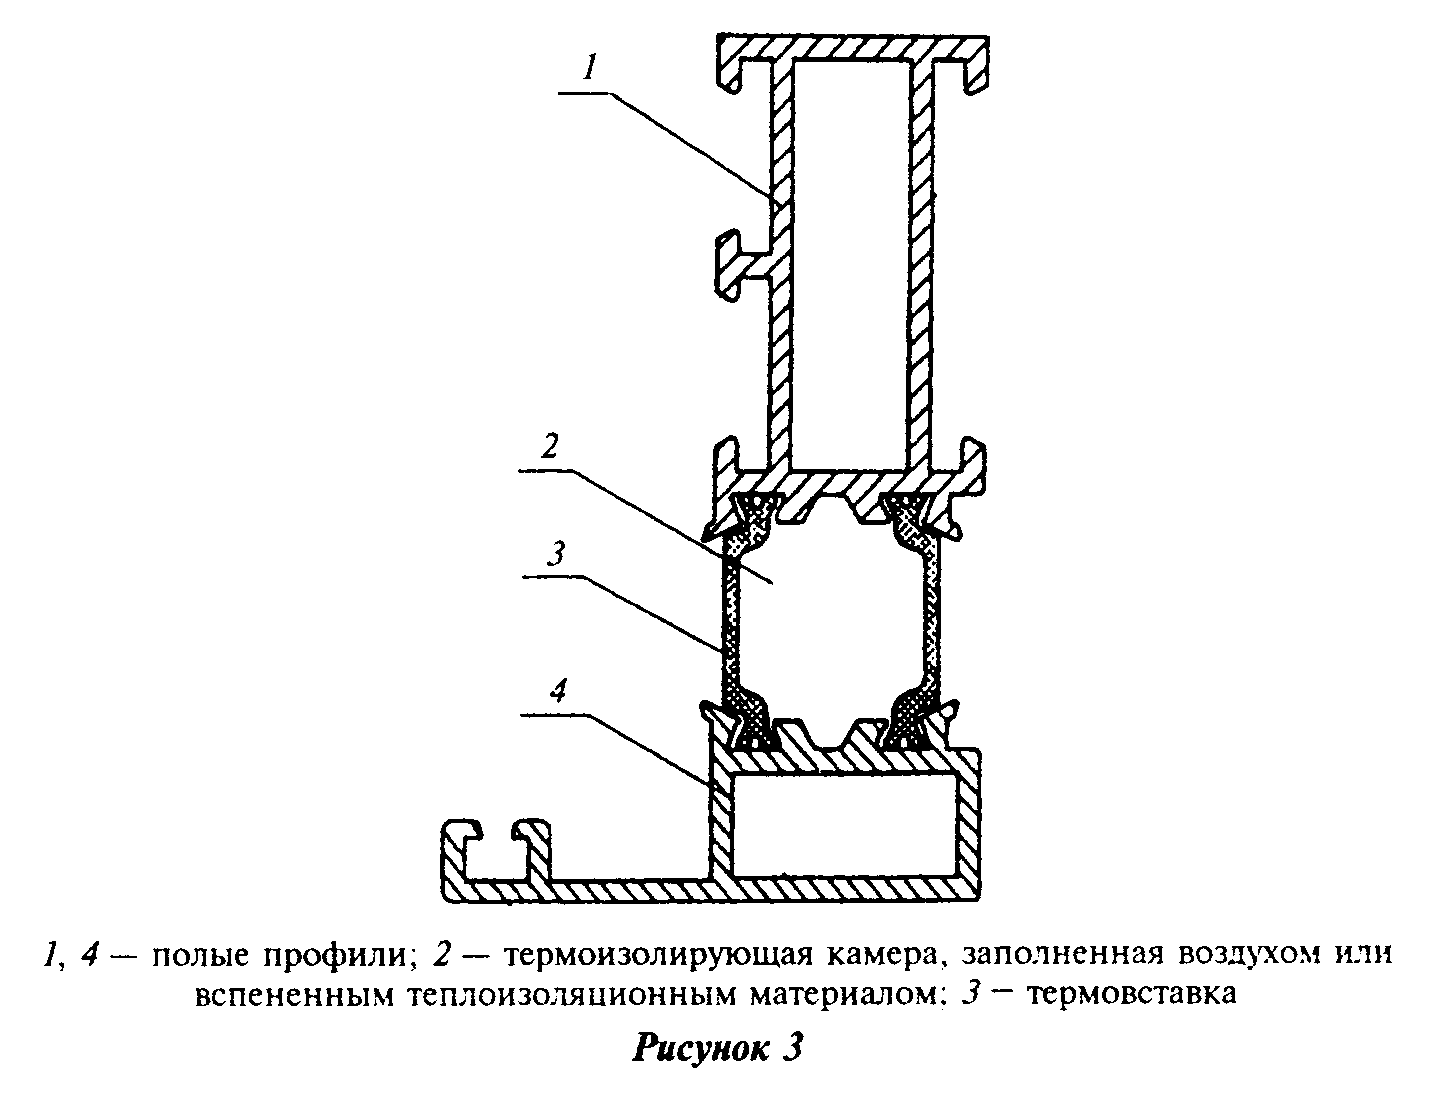 1
2
3
4
1, 4 — полые профили; 2 — термоизолирующая камера, заполненная воздухом или
вспененным теплоизоляционным материалом; 3 — термовставка
Рисунок 3